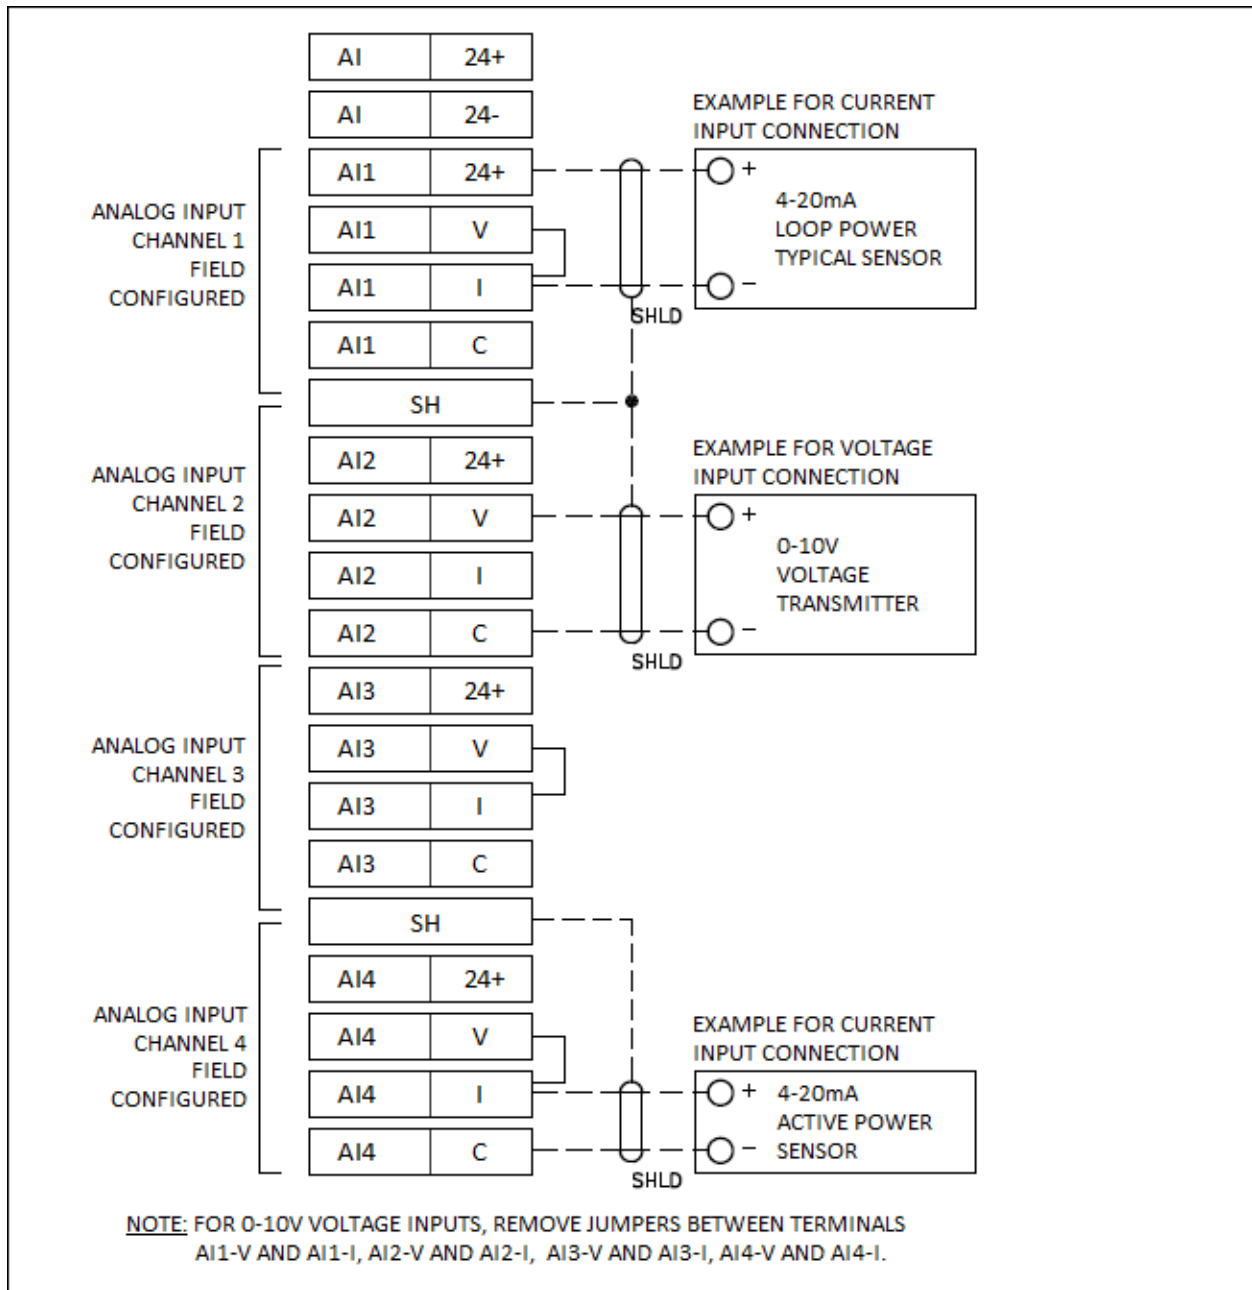 AI 24+
AI 24-
EXAMPLE FOR CURRENT
INPUT CONNECTION
ANALOG INPUT
CHANNEL 1
FIELD
CONFIGURED
AI1 24+
AI1 V
AI1 I
AI1 C
+
4-20mA
LOOP POWER
TYPICAL SENSOR
−
SHLD
SH
ANALOG INPUT
CHANNEL 2
FIELD
CONFIGURED
AI2 24+
AI2 V
AI2 I
AI2 C
EXAMPLE FOR VOLTAGE
INPUT CONNECTION
+
0-10V
VOLTAGE
TRANSMITTER
−
SHLD
ANALOG INPUT
CHANNEL 3
FIELD
CONFIGURED
AI3 24+
AI3 V
AI3 I
AI3 C
SH
ANALOG INPUT
CHANNEL 4
FIELD
CONFIGURED
AI4 24+
AI4 V
AI4 I
AI4 C
EXAMPLE FOR CURRENT
INPUT CONNECTION
+ 4-20mA
ACTIVE POWER
− SENSOR
SHLD
NOTE: FOR 0-10V VOLTAGE INPUTS, REMOVE JUMPERS BETWEEN TERMINALS
AI1-V AND AI1-I, AI2-V AND AI2-I, AI3-V AND AI3-I, AI4-V AND AI4-I.